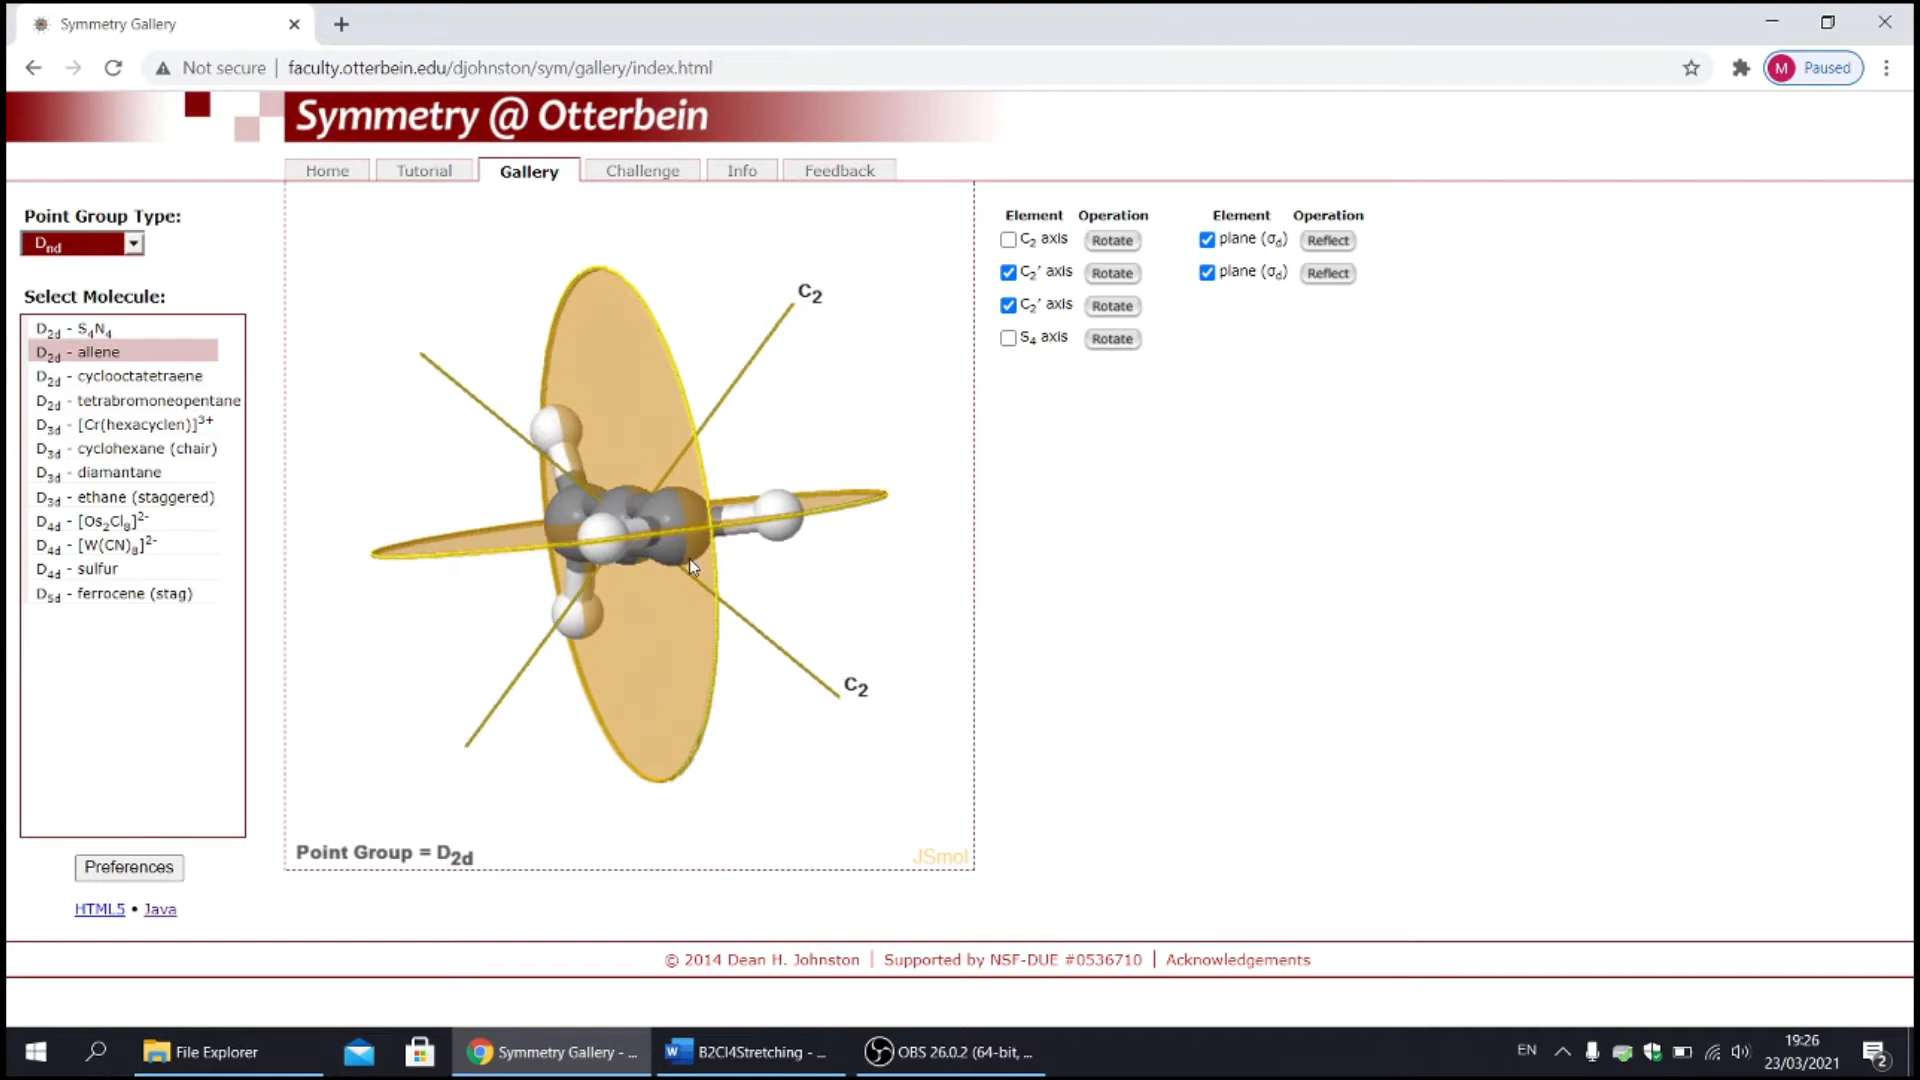 Symmetry Gallery
Not secure | faculty.otterbein.edu/djohnston/sym/gallery/index.html
M Paused
Symmetry @ Otterbein
Home Tutorial Gallery Challenge Info Feedback
Point Group Type:
Dnd
Select Molecule:
D2d - S4N4
D2d - allene
D2d - cyclooctatetraene
D2d - tetrabromoneopentane
D3d - [Cr(hexacyclen)]3+
D3d - cyclohexane (chair)
D3d - diamantane
D3d - ethane (staggered)
D4d - [Os2Cl8]2-
D4d - [W(CN)8]2-
D4d - sulfur
D5d - ferrocene (stag)
Preferences
HTML5 • Java
C2
C2
Point Group = D2d
JSmol
Element Operation Element Operation
C2 axis Rotate plane (σd) Reflect
C2' axis Rotate plane (σd) Reflect
C2' axis Rotate
S4 axis Rotate
© 2014 Dean H. Johnston | Supported by NSF-DUE #0536710 | Acknowledgements
File Explorer
Symmetry Gallery - ...
B2Cl4Stretching - ...
OBS 26.0.2 (64-bit, ...
EN
19:26
23/03/2021
2